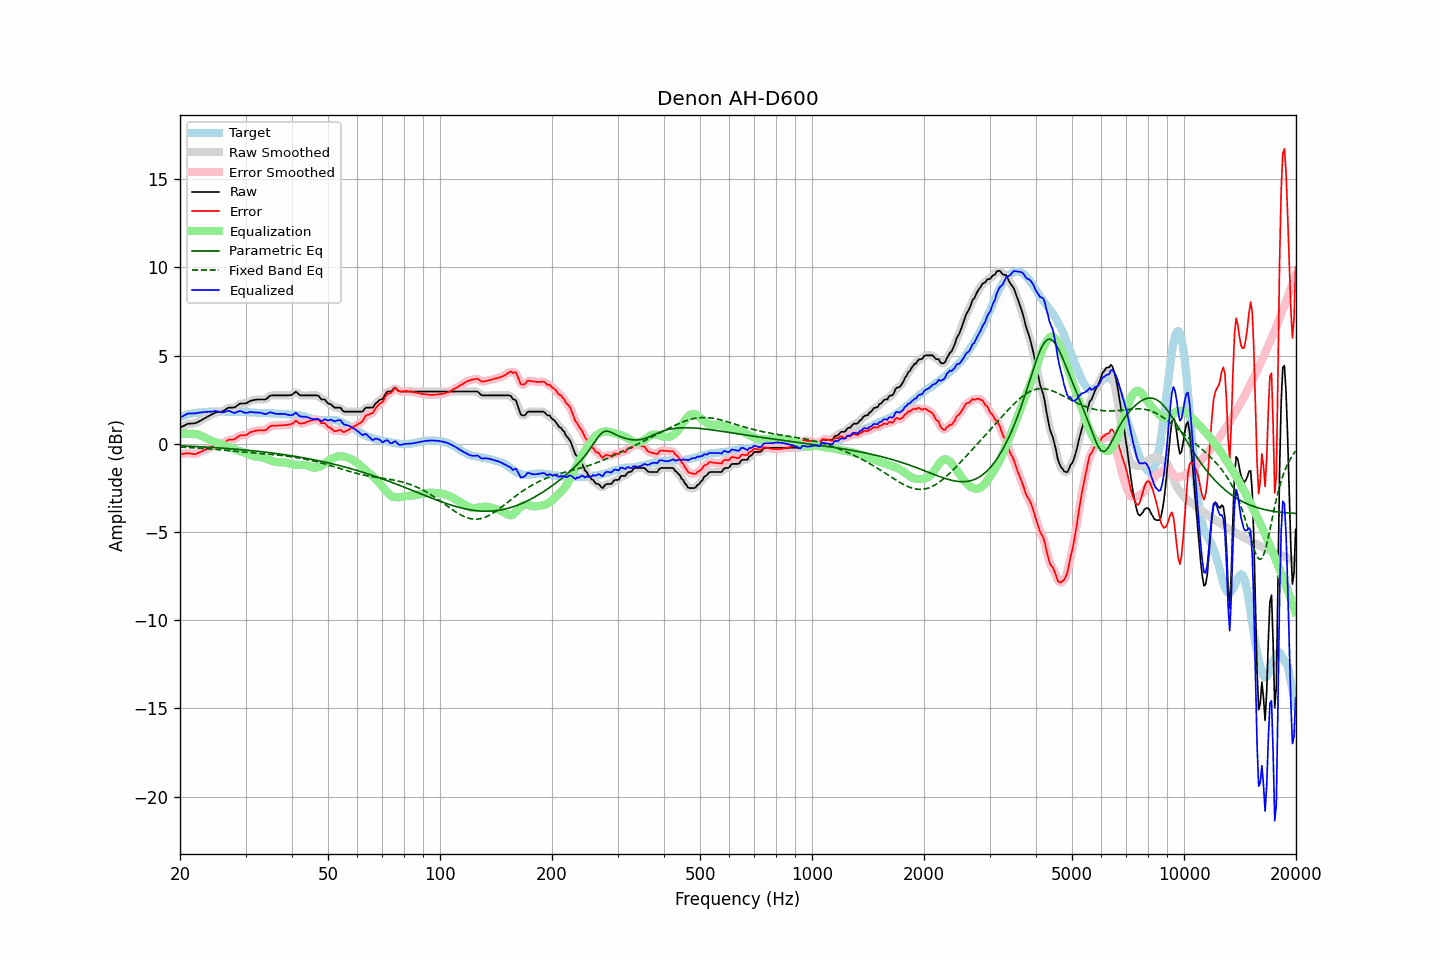 Denon AH-D600
Target
Raw Smoothed
Error Smoothed
Raw
Error
Equalization
Parametric Eq
Fixed Band Eq
Equalized
Amplitude (dBr)
15
10
5
0
−5
−10
−15
−20
20 50 100 200 500 1000 2000 5000 10000 20000
Frequency (Hz)